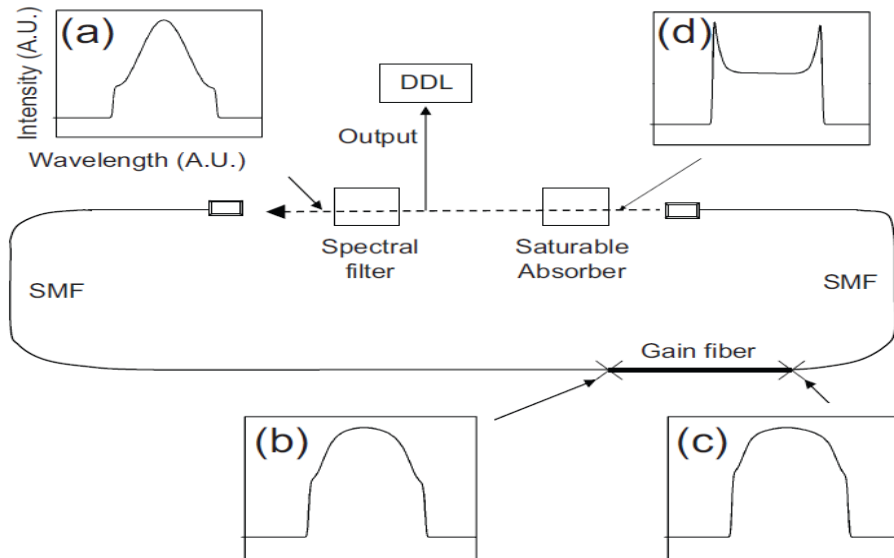 (a)
Intensity (A.U.)
Wavelength (A.U.)
DDL
Output
(d)
Spectral
filter
Saturable
Absorber
SMF
SMF
Gain fiber
(b)
(c)